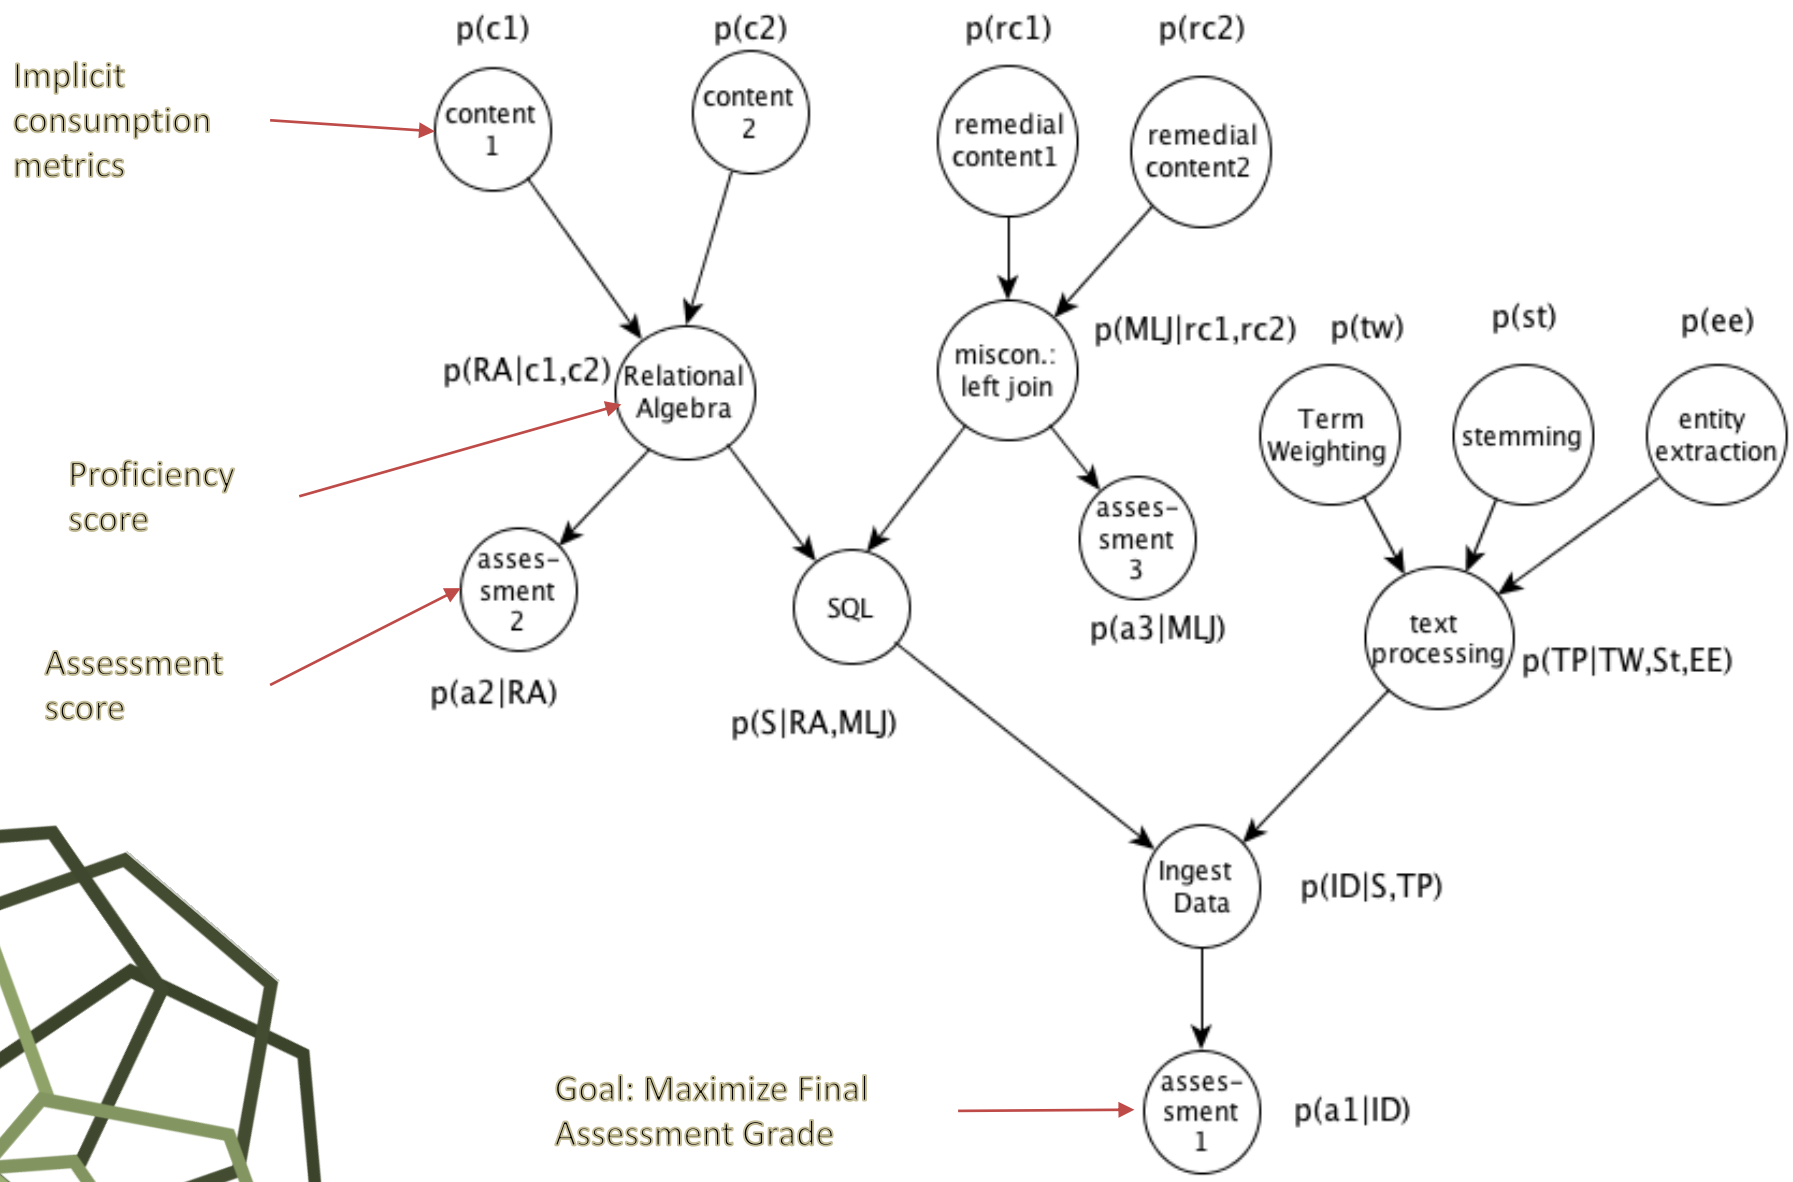 p(c1)
p(c2)
p(rc1)
p(rc2)
Implicit
consumption
metrics
content
1
content
2
remedial
content1
remedial
content2
p(RA|c1,c2)
Relational
Algebra
miscon.:
left join
p(MLJ|rc1,rc2)
p(tw)
p(st)
p(ee)
Term
Weighting
stemming
entity
extraction
Proficiency
score
asses-
sment
2
SQL
asses-
sment
3
p(a3|MLJ)
text
processing
p(TP|TW,St,EE)
Assessment
score
p(a2|RA)
p(S|RA,MLJ)
Ingest
Data
p(ID|S,TP)
Goal: Maximize Final
Assessment Grade
asses-
sment
1
p(a1|ID)